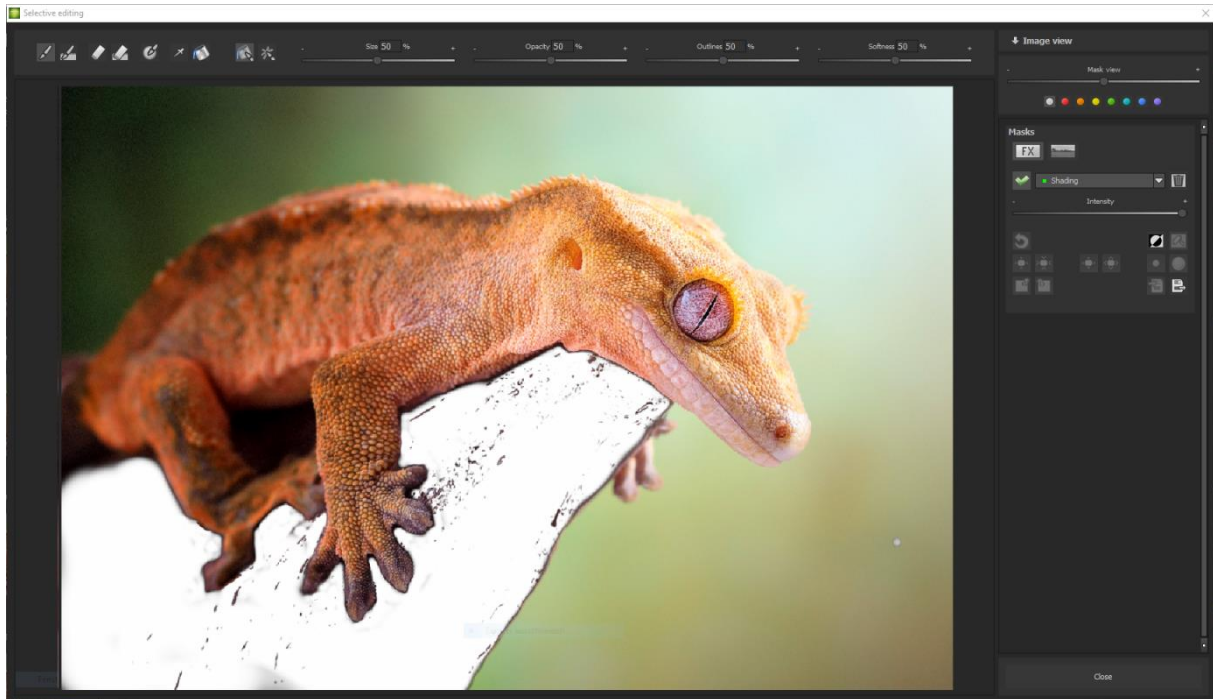 Selective editing
- Size 50 % +
- Opacity 50 % +
- Outlines 50 % +
- Softness 50 % +
Image view
- Mask view +
Masks
FX
Shading
- Intensity +
Close